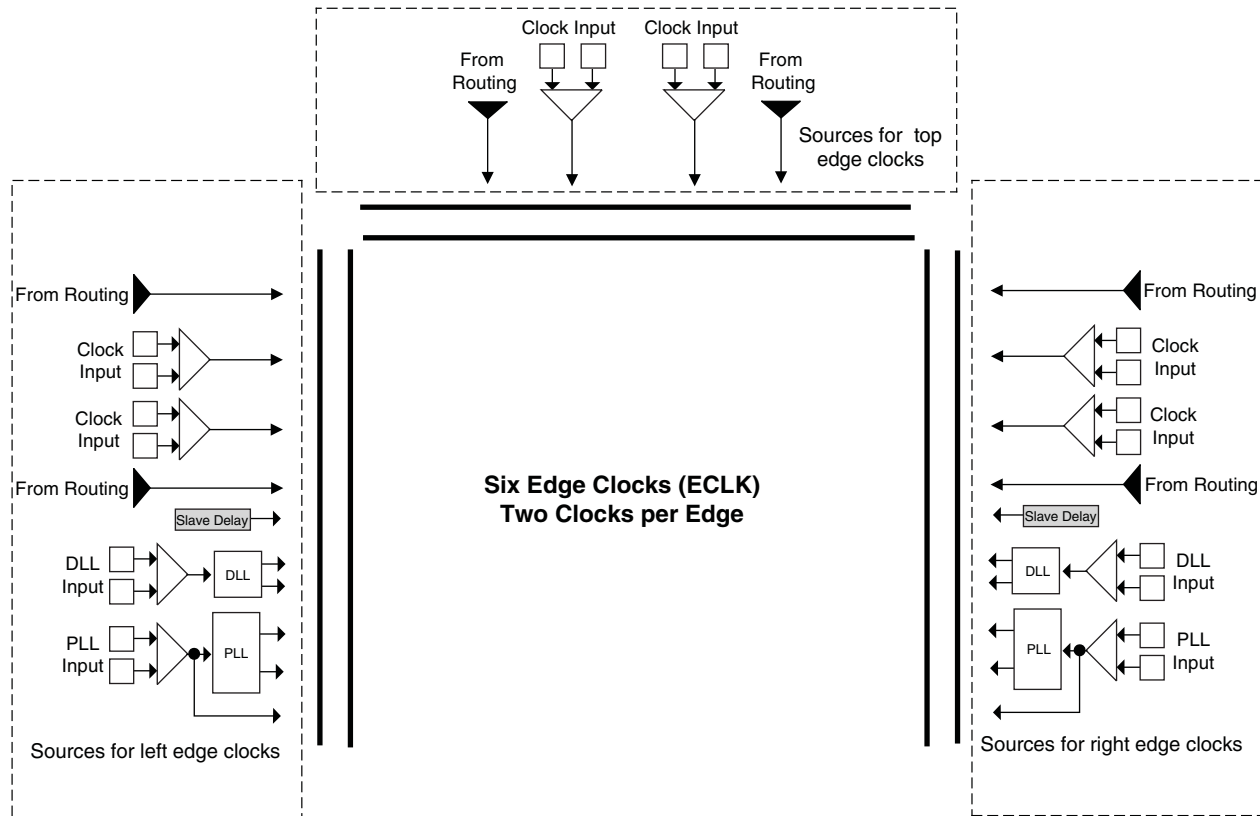 Clock Input
Clock Input
From
Routing
From
Routing
Sources for top
edge clocks
From Routing
Clock
Input
Clock
Input
From Routing
Slave Delay
DLL
Input
DLL
PLL
Input
PLL
Sources for left edge clocks
Six Edge Clocks (ECLK)
Two Clocks per Edge
From Routing
Clock
Input
Clock
Input
From Routing
Slave Delay
DLL
DLL
Input
PLL
PLL
Input
Sources for right edge clocks